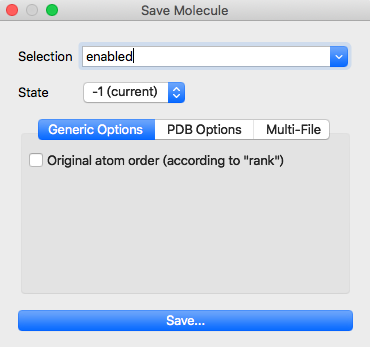 Save Molecule
Selection enabled
State -1 (current)
Generic Options PDB Options Multi-File
Original atom order (according to "rank")
Save...